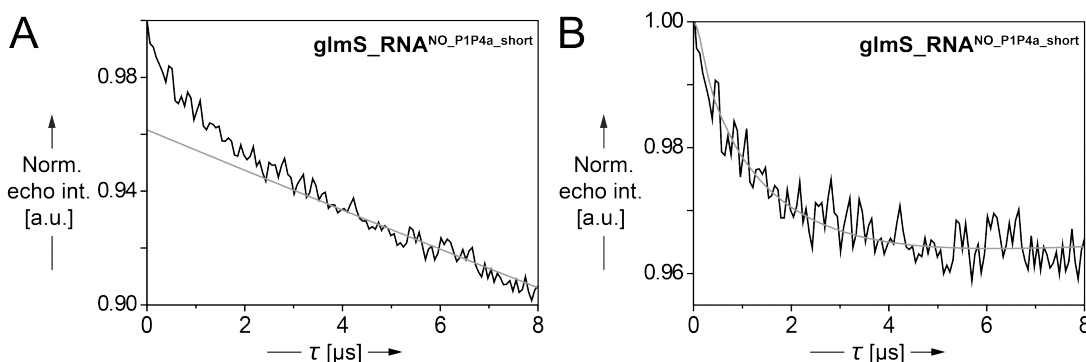 A
glmS_RNA^NO_P1P4a_short
0.98
0.94
0.90
Norm.
echo int.
[a.u.]
0 2 4 6 8
τ [µs]
B
glmS_RNA^NO_P1P4a_short
1.00
0.98
0.96
Norm.
echo int.
[a.u.]
0 2 4 6 8
τ [µs]